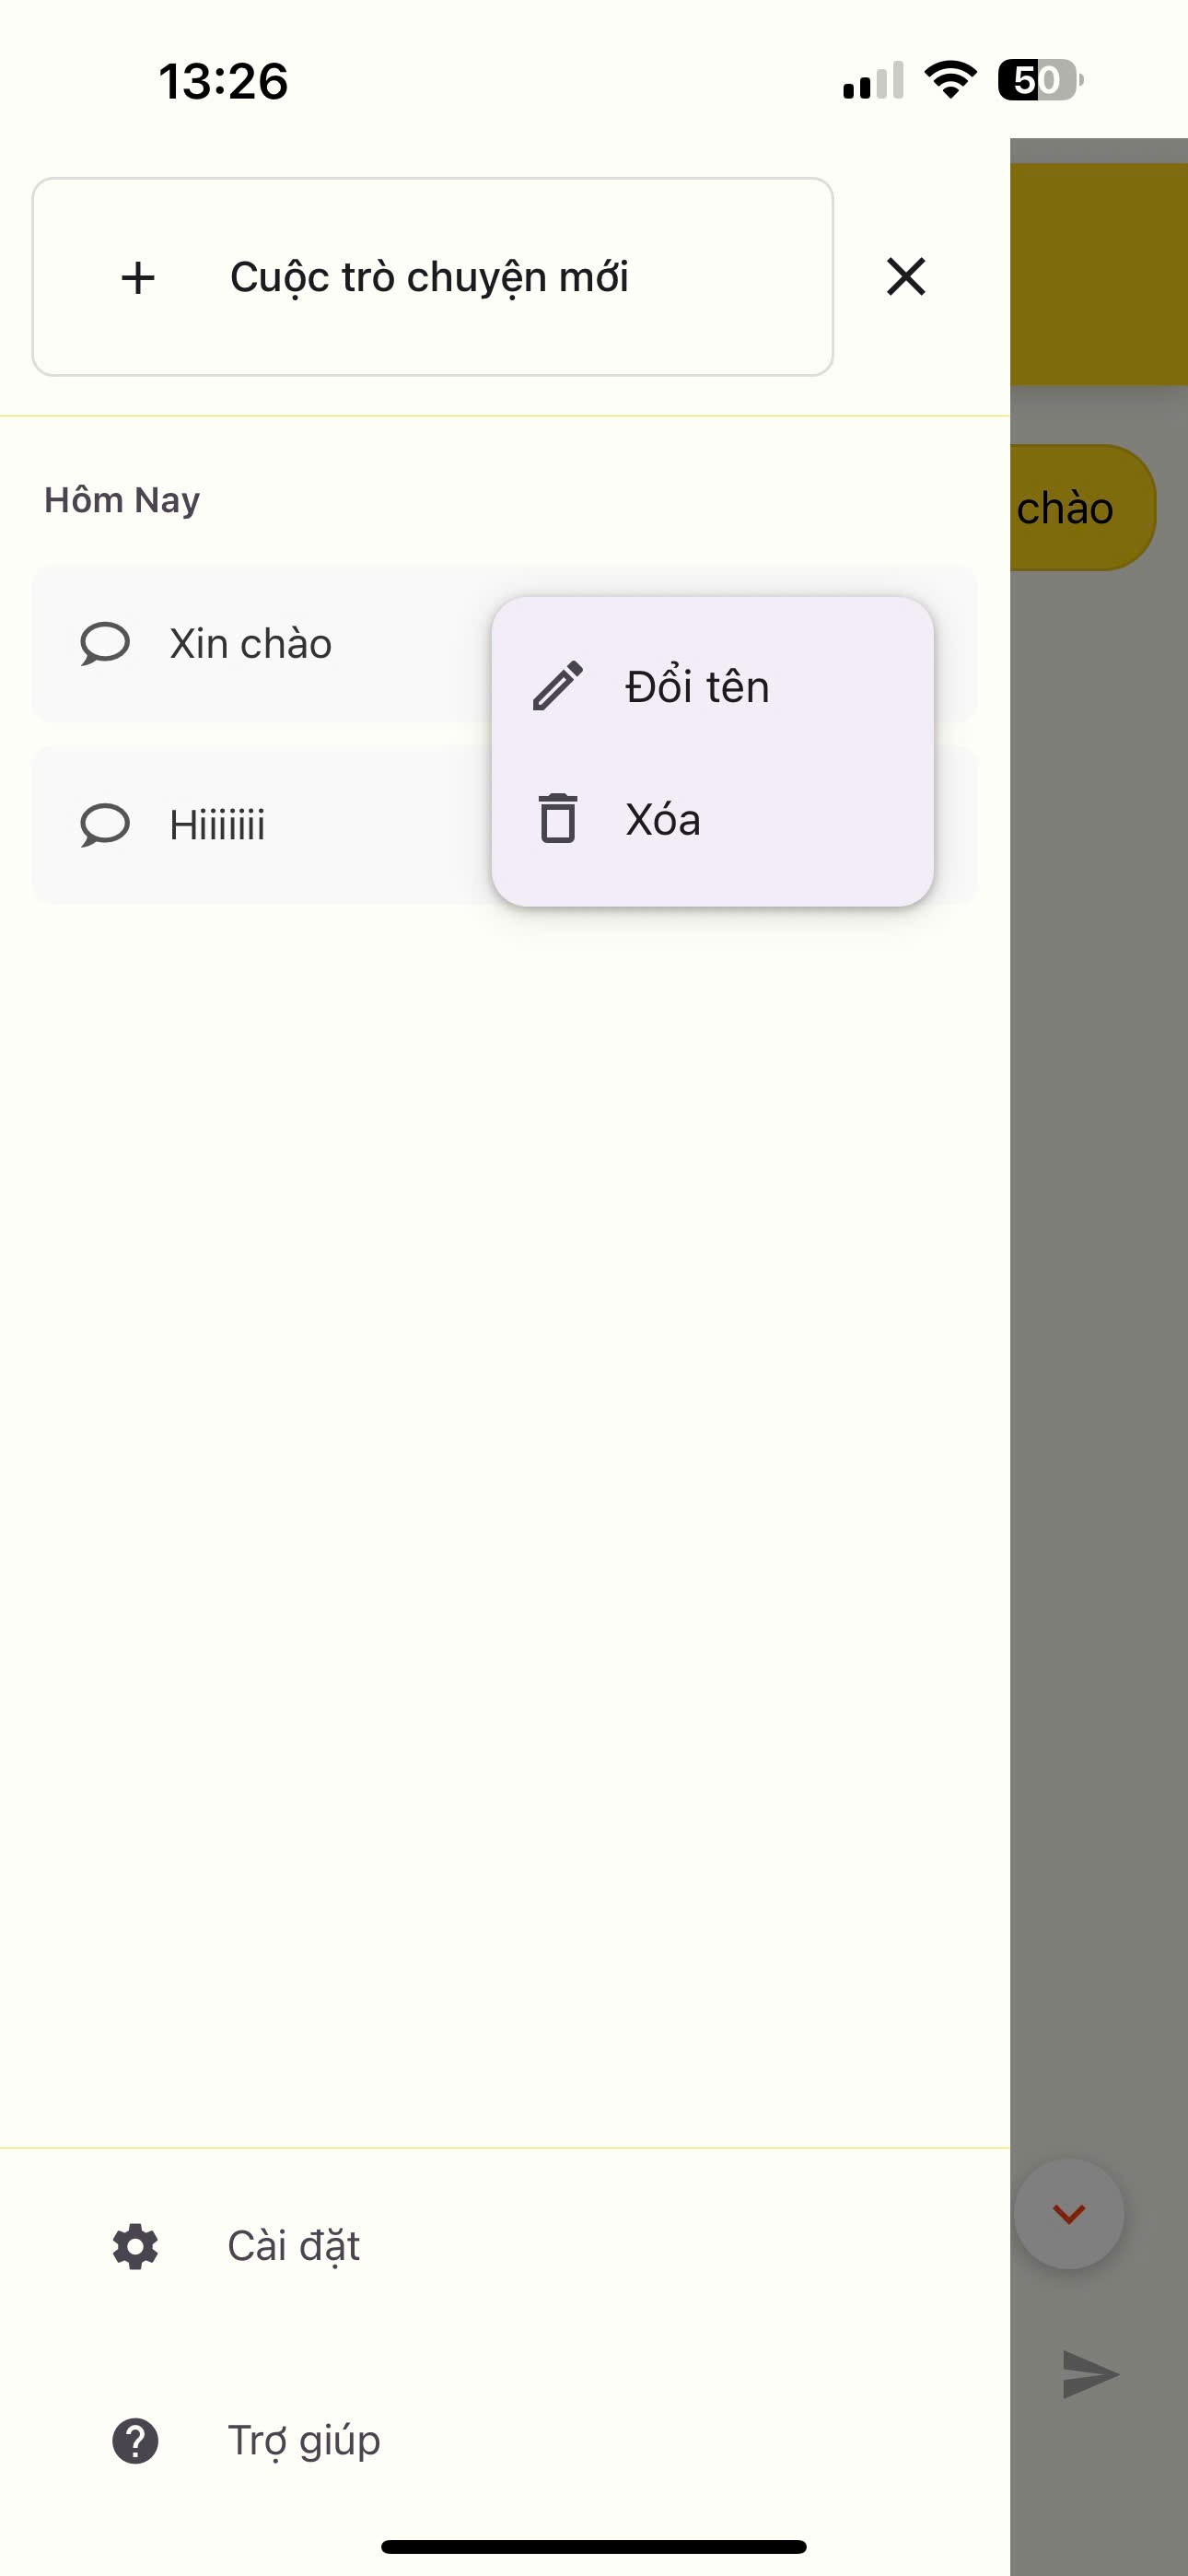 13:26
50
Cuộc trò chuyện mới
Hôm Nay
chào
Xin chào
Đổi tên
Xóa
Hiiiiiii
Cài đặt
Trợ giúp